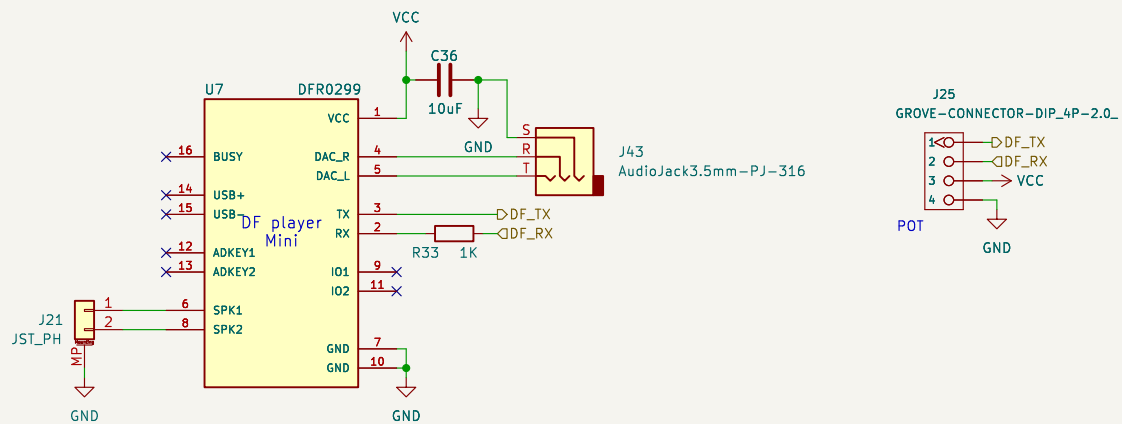 VCC
C36
10uF
GND
U7
DFR0299
VCC 1
16 BUSY
DAC_R 4
DAC_L 5
14 USB+
15 USB-
DF player
Mini
TX 3
RX 2
DF_TX
DF_RX
R33 1K
12 ADKEY1
13 ADKEY2
IO1 9
IO2 11
6 SPK1
8 SPK2
GND 7
GND 10
GND
S
R
T
J43
AudioJack3.5mm-PJ-316
J21
JST_PH
1
2
MP
GND
J25
GROVE-CONNECTOR-DIP_4P-2.0_
1 DF_TX
2 DF_RX
3 VCC
4
POT
GND